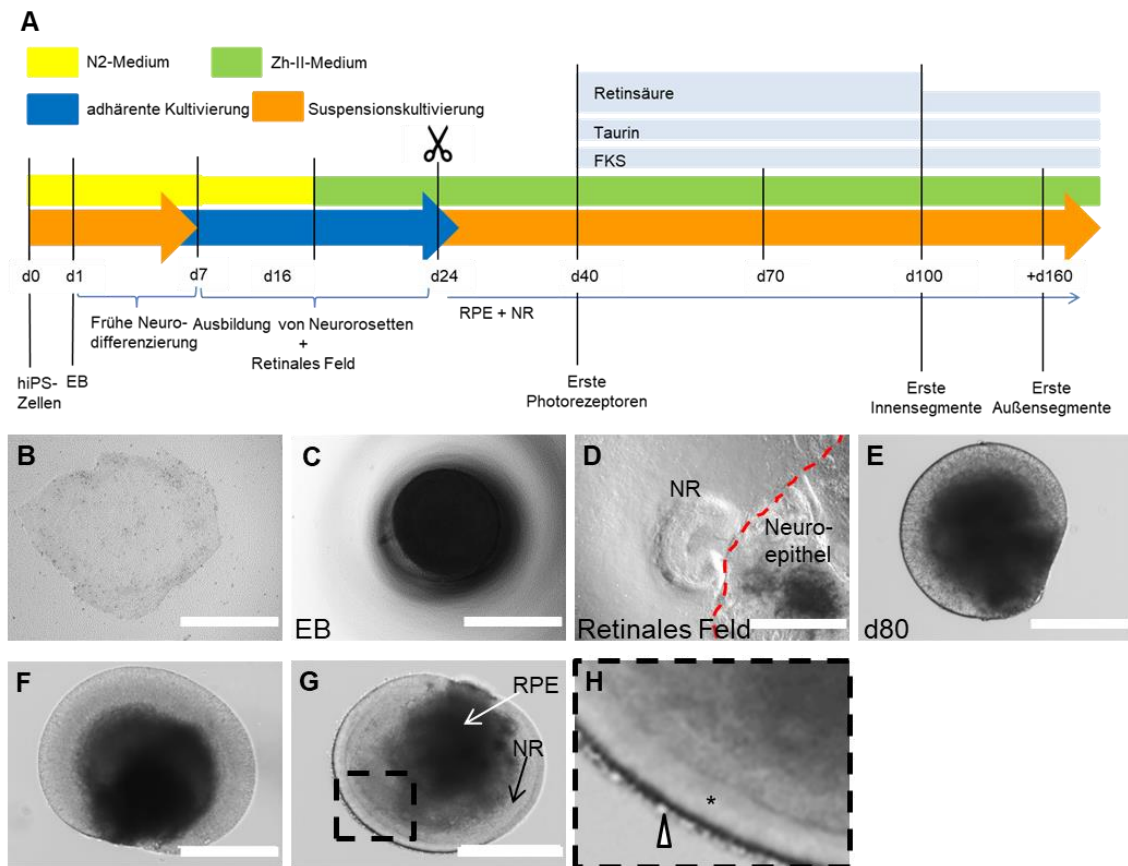 A
N2-Medium
Zh-II-Medium
adhärente Kultivierung
Suspensionskultivierung
Retinsäure
Taurin
FKS
d0
d1
d7
d16
d24
d40
d70
d100
+d160
RPE + NR
Frühe Neuro-
differenzierung
Ausbildung von Neurorosetten
+
Retinales Feld
hiPS-
Zellen
EB
Erste
Photorezeptoren
Erste
Innensegmente
Erste
Außensegmente
B
C
EB
D
NR
Neuro-
epithel
Retinales Feld
E
d80
F
G
RPE
NR
H
*